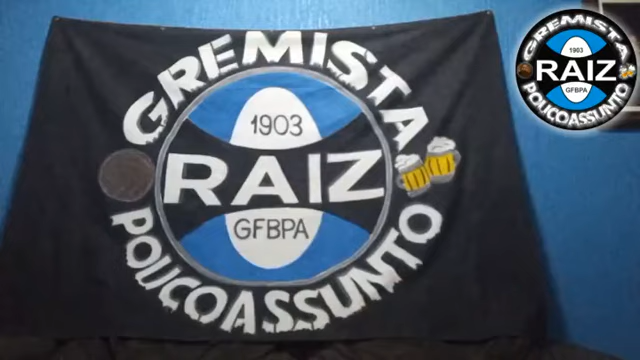 GREMISTA
1903
RAIZ
GFBPA
POUCOASSUNTO
GREMISTA
1903
RAIZ
GFBPA
POUCOASSUNTO